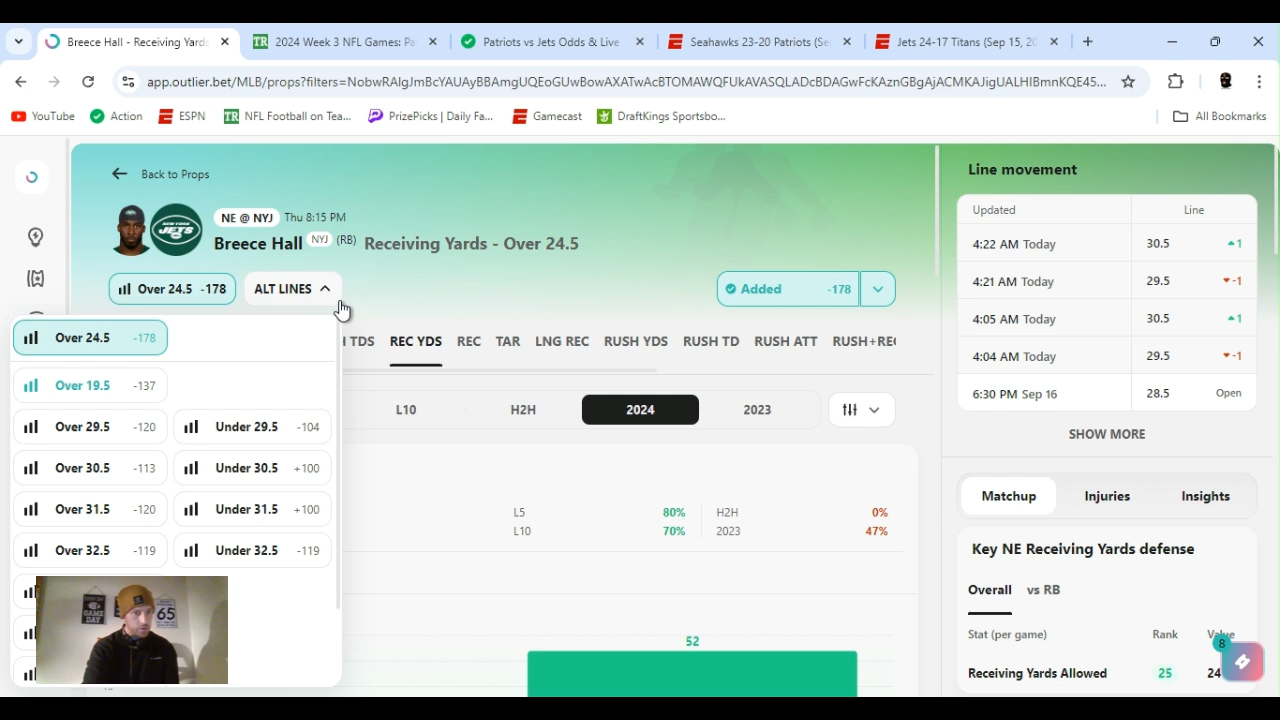 Breece Hall - Receiving Yard
2024 Week 3 NFL Games: Pa
Patriots vs Jets Odds & Live
Seahawks 23-20 Patriots (Se
Jets 24-17 Titans (Sep 15, 20
YouTube
Action
ESPN
NFL Football on Tea...
PrizePicks | Daily Fa...
Gamecast
DraftKings Sportsbo...
All Bookmarks
Back to Props
NE @ NYJ Thu 8:15 PM
Breece Hall NYJ (RB) Receiving Yards - Over 24.5
Over 24.5 -178
ALT LINES
Added -178
Over 24.5 -178
Over 19.5 -137
Over 29.5 -120 Under 29.5 -104
Over 30.5 -113 Under 30.5 +100
Over 31.5 -120 Under 31.5 +100
Over 32.5 -119 Under 32.5 -119
GAME DAY
65
TDS REC YDS REC TAR LNG REC RUSH YDS RUSH TD RUSH ATT RUSH+REC
L10 H2H 2024 2023
L5 80% H2H 0%
L10 70% 2023 47%
52
Line movement
Updated Line
4:22 AM Today 30.5 1
4:21 AM Today 29.5 -1
4:05 AM Today 30.5 1
4:04 AM Today 29.5 -1
6:30 PM Sep 16 28.5 Open
SHOW MORE
Matchup Injuries Insights
Key NE Receiving Yards defense
Overall vs RB
Stat (per game) Rank Value
Receiving Yards Allowed 25 24
8